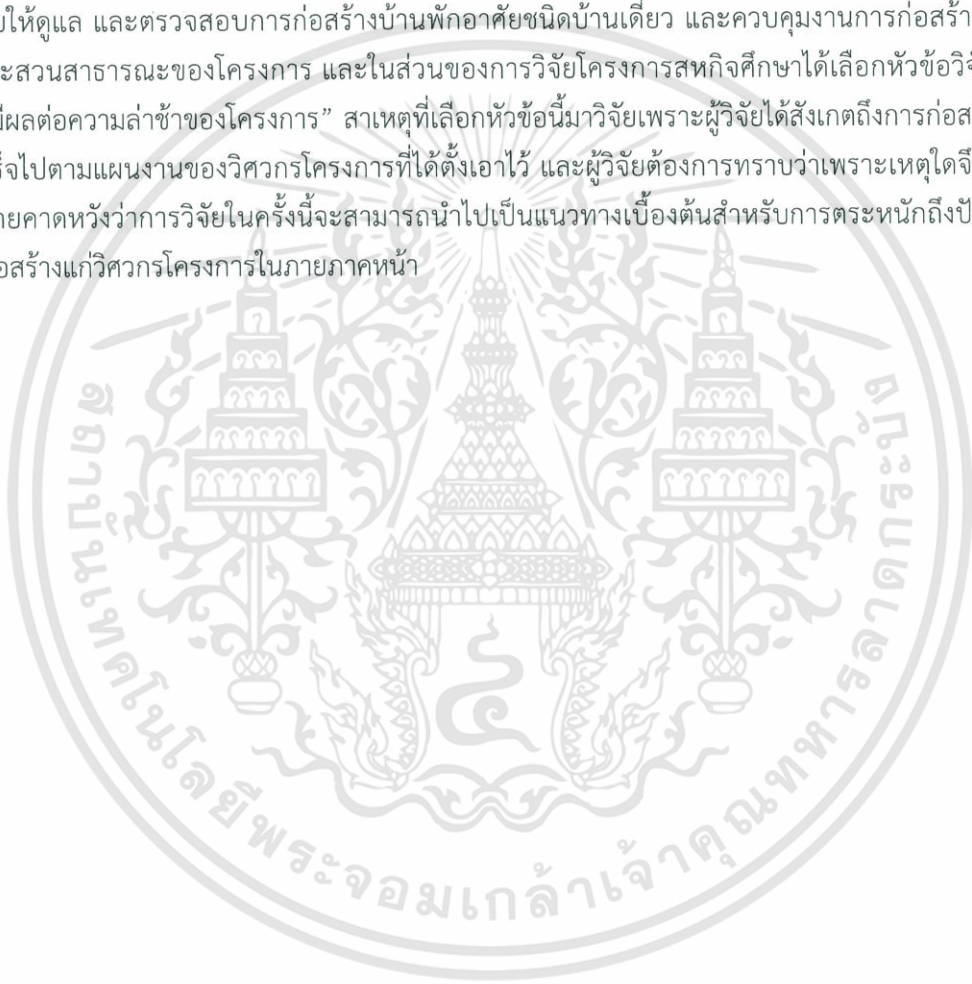 บให้ดูแล และตรวจสอบการก่อสร้างบ้านพักอาศัยชนิดบ้านเดี่ยว และควบคุมงานการก่อสร้า
ะสวนสาธารณะของโครงการ และในส่วนของการวิจัยโครงการสหกิจศึกษาได้เลือกหัวข้อวิจั
มีผลต่อความล่าช้าของโครงการ” สาเหตุที่เลือกหัวข้อนี้มาวิจัยเพราะผู้วิจัยได้สังเกตถึงการก่อส
ร็จไปตามแผนงานของวิศวกรโครงการที่ได้ตั้งเอาไว้ และผู้วิจัยต้องการทราบว่าเพราะเหตุใดจึ
ายคาดหวังว่าการวิจัยในครั้งนี้จะสามารถนำไปเป็นแนวทางเบื้องต้นสำหรับการตระหนักถึงปั
อสร้างแก่วิศวกรโครงการในภายภาคหน้า
สถาบันเทคโนโลยีพระจอมเกล้าเจ้าคุณทหารลาดกระบัง
๔